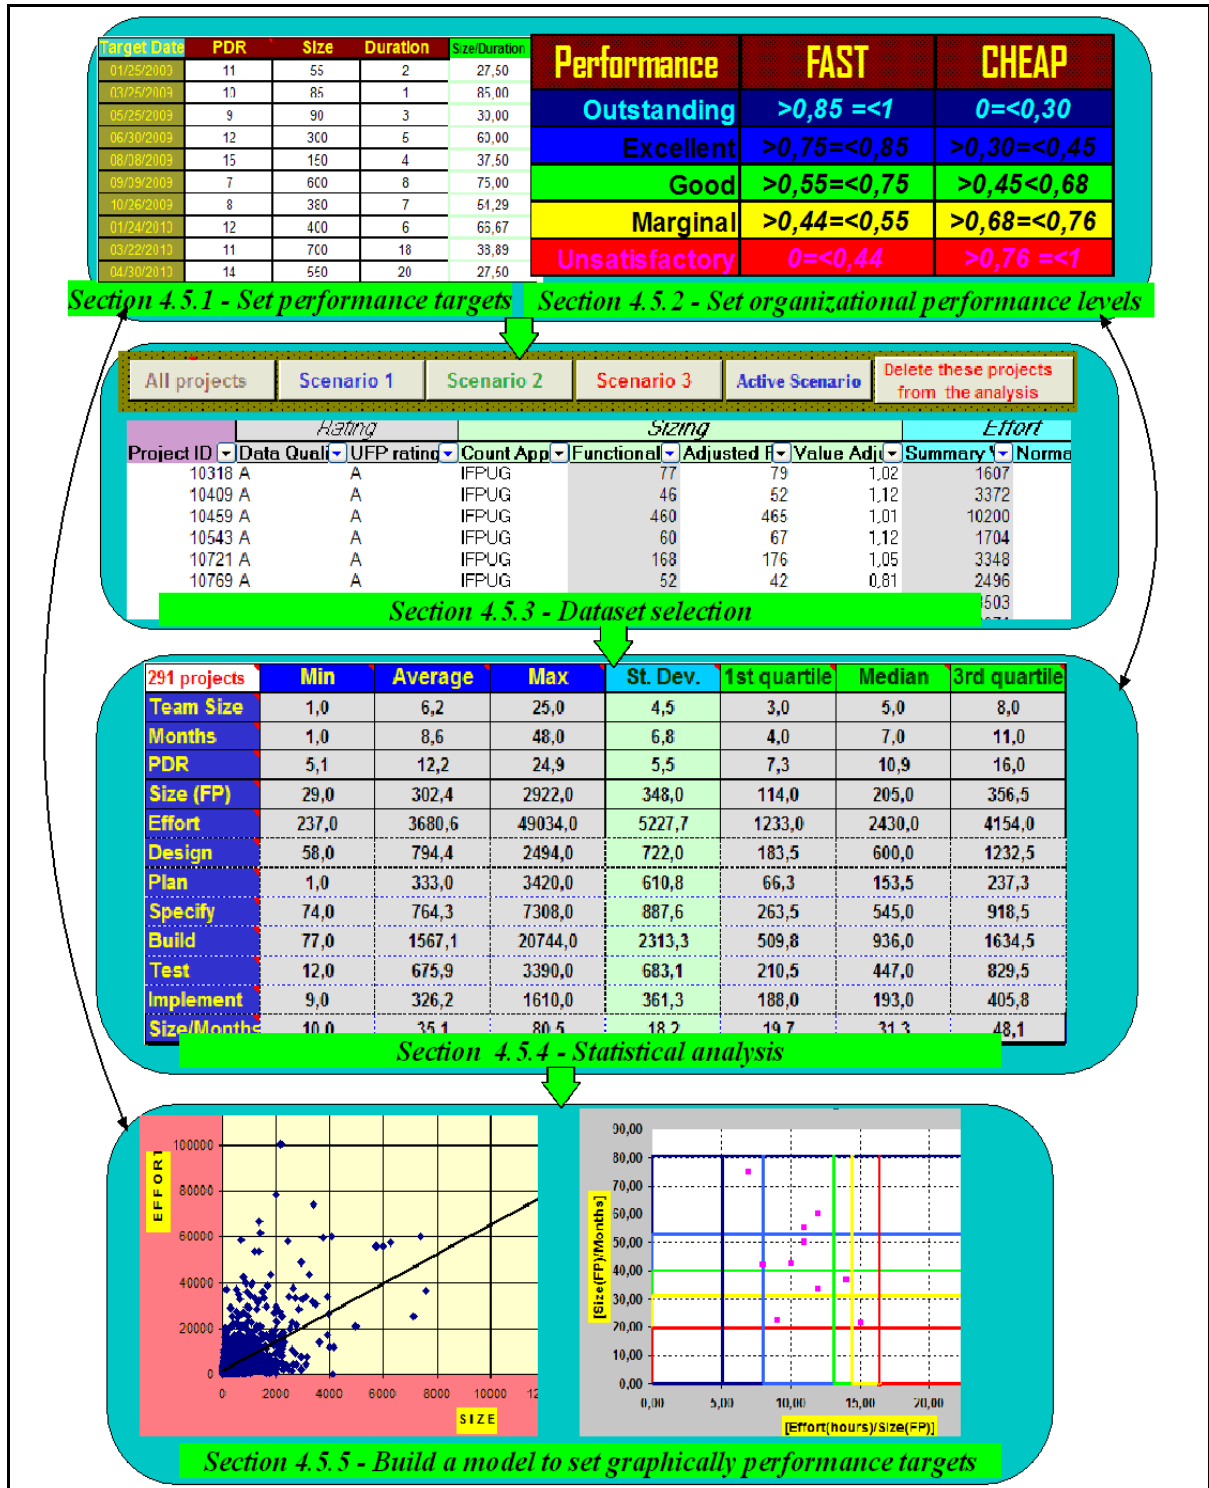 Target Date PDR Size Duration Size/Duration
01/25/2009 11 55 2 27,50
03/25/2009 10 85 1 85,00
05/25/2009 9 90 3 30,00
06/30/2009 12 300 5 60,00
08/08/2009 15 150 4 37,50
09/09/2009 7 600 8 75,00
10/26/2009 8 380 7 54,29
01/24/2010 12 400 6 66,67
03/22/2010 11 700 18 38,89
04/30/2010 14 550 20 27,50
Performance FAST CHEAP
Outstanding >0,85 =<1 0=<0,30
Excellent >0,75=<0,85 >0,30=<0,45
Good >0,55=<0,75 >0,45<0,68
Marginal >0,44=<0,55 >0,68=<0,76
Unsatisfactory 0=<0,44 >0,76 =<1
Section 4.5.1 - Set performance targets
Section 4.5.2 - Set organizational performance levels
All projects Scenario 1 Scenario 2 Scenario 3 Active Scenario Delete these projects
from the analysis
Rating Sizing Effort
Project ID Data Quali UFP rating Count App Functional Adjusted F Value Adju Summary Norma
10318 A A IFPUG 77 79 1,02 1607
10409 A A IFPUG 46 52 1,12 3372
10459 A A IFPUG 460 465 1,01 10200
10543 A A IFPUG 60 67 1,12 1704
10721 A A IFPUG 168 176 1,05 3348
10769 A A IFPUG 52 42 0,81 2496
Section 4.5.3 - Dataset selection
291 projects Min Average Max St. Dev. 1st quartile Median 3rd quartile
Team Size 1,0 6,2 25,0 4,5 3,0 5,0 8,0
Months 1,0 8,6 48,0 6,8 4,0 7,0 11,0
PDR 5,1 12,2 24,9 5,5 7,3 10,9 16,0
Size (FP) 29,0 302,4 2922,0 348,0 114,0 205,0 356,5
Effort 237,0 3680,6 49034,0 5227,7 1233,0 2430,0 4154,0
Design 58,0 794,4 2494,0 722,0 183,5 600,0 1232,5
Plan 1,0 333,0 3420,0 610,8 66,3 153,5 237,3
Specify 74,0 764,3 7308,0 887,6 263,5 545,0 918,5
Build 77,0 1567,1 20744,0 2313,3 509,8 936,0 1634,5
Test 12,0 675,9 3390,0 683,1 210,5 447,0 829,5
Implement 9,0 326,2 1610,0 361,3 188,0 193,0 405,8
Size/Months 10,0 35,1 80,5 18,2 19,7 31,3 48,1
Section 4.5.4 - Statistical analysis
EFFORT
100000
80000
60000
40000
20000
0
0 2000 4000 6000 8000 10000 12
SIZE
[Size(FP)/Months]
90,00
80,00
70,00
60,00
50,00
40,00
30,00
20,00
10,00
0,00
0,00 5,00 10,00 15,00 20,00
[Effort(hours)/Size(FP)]
Section 4.5.5 - Build a model to set graphically performance targets